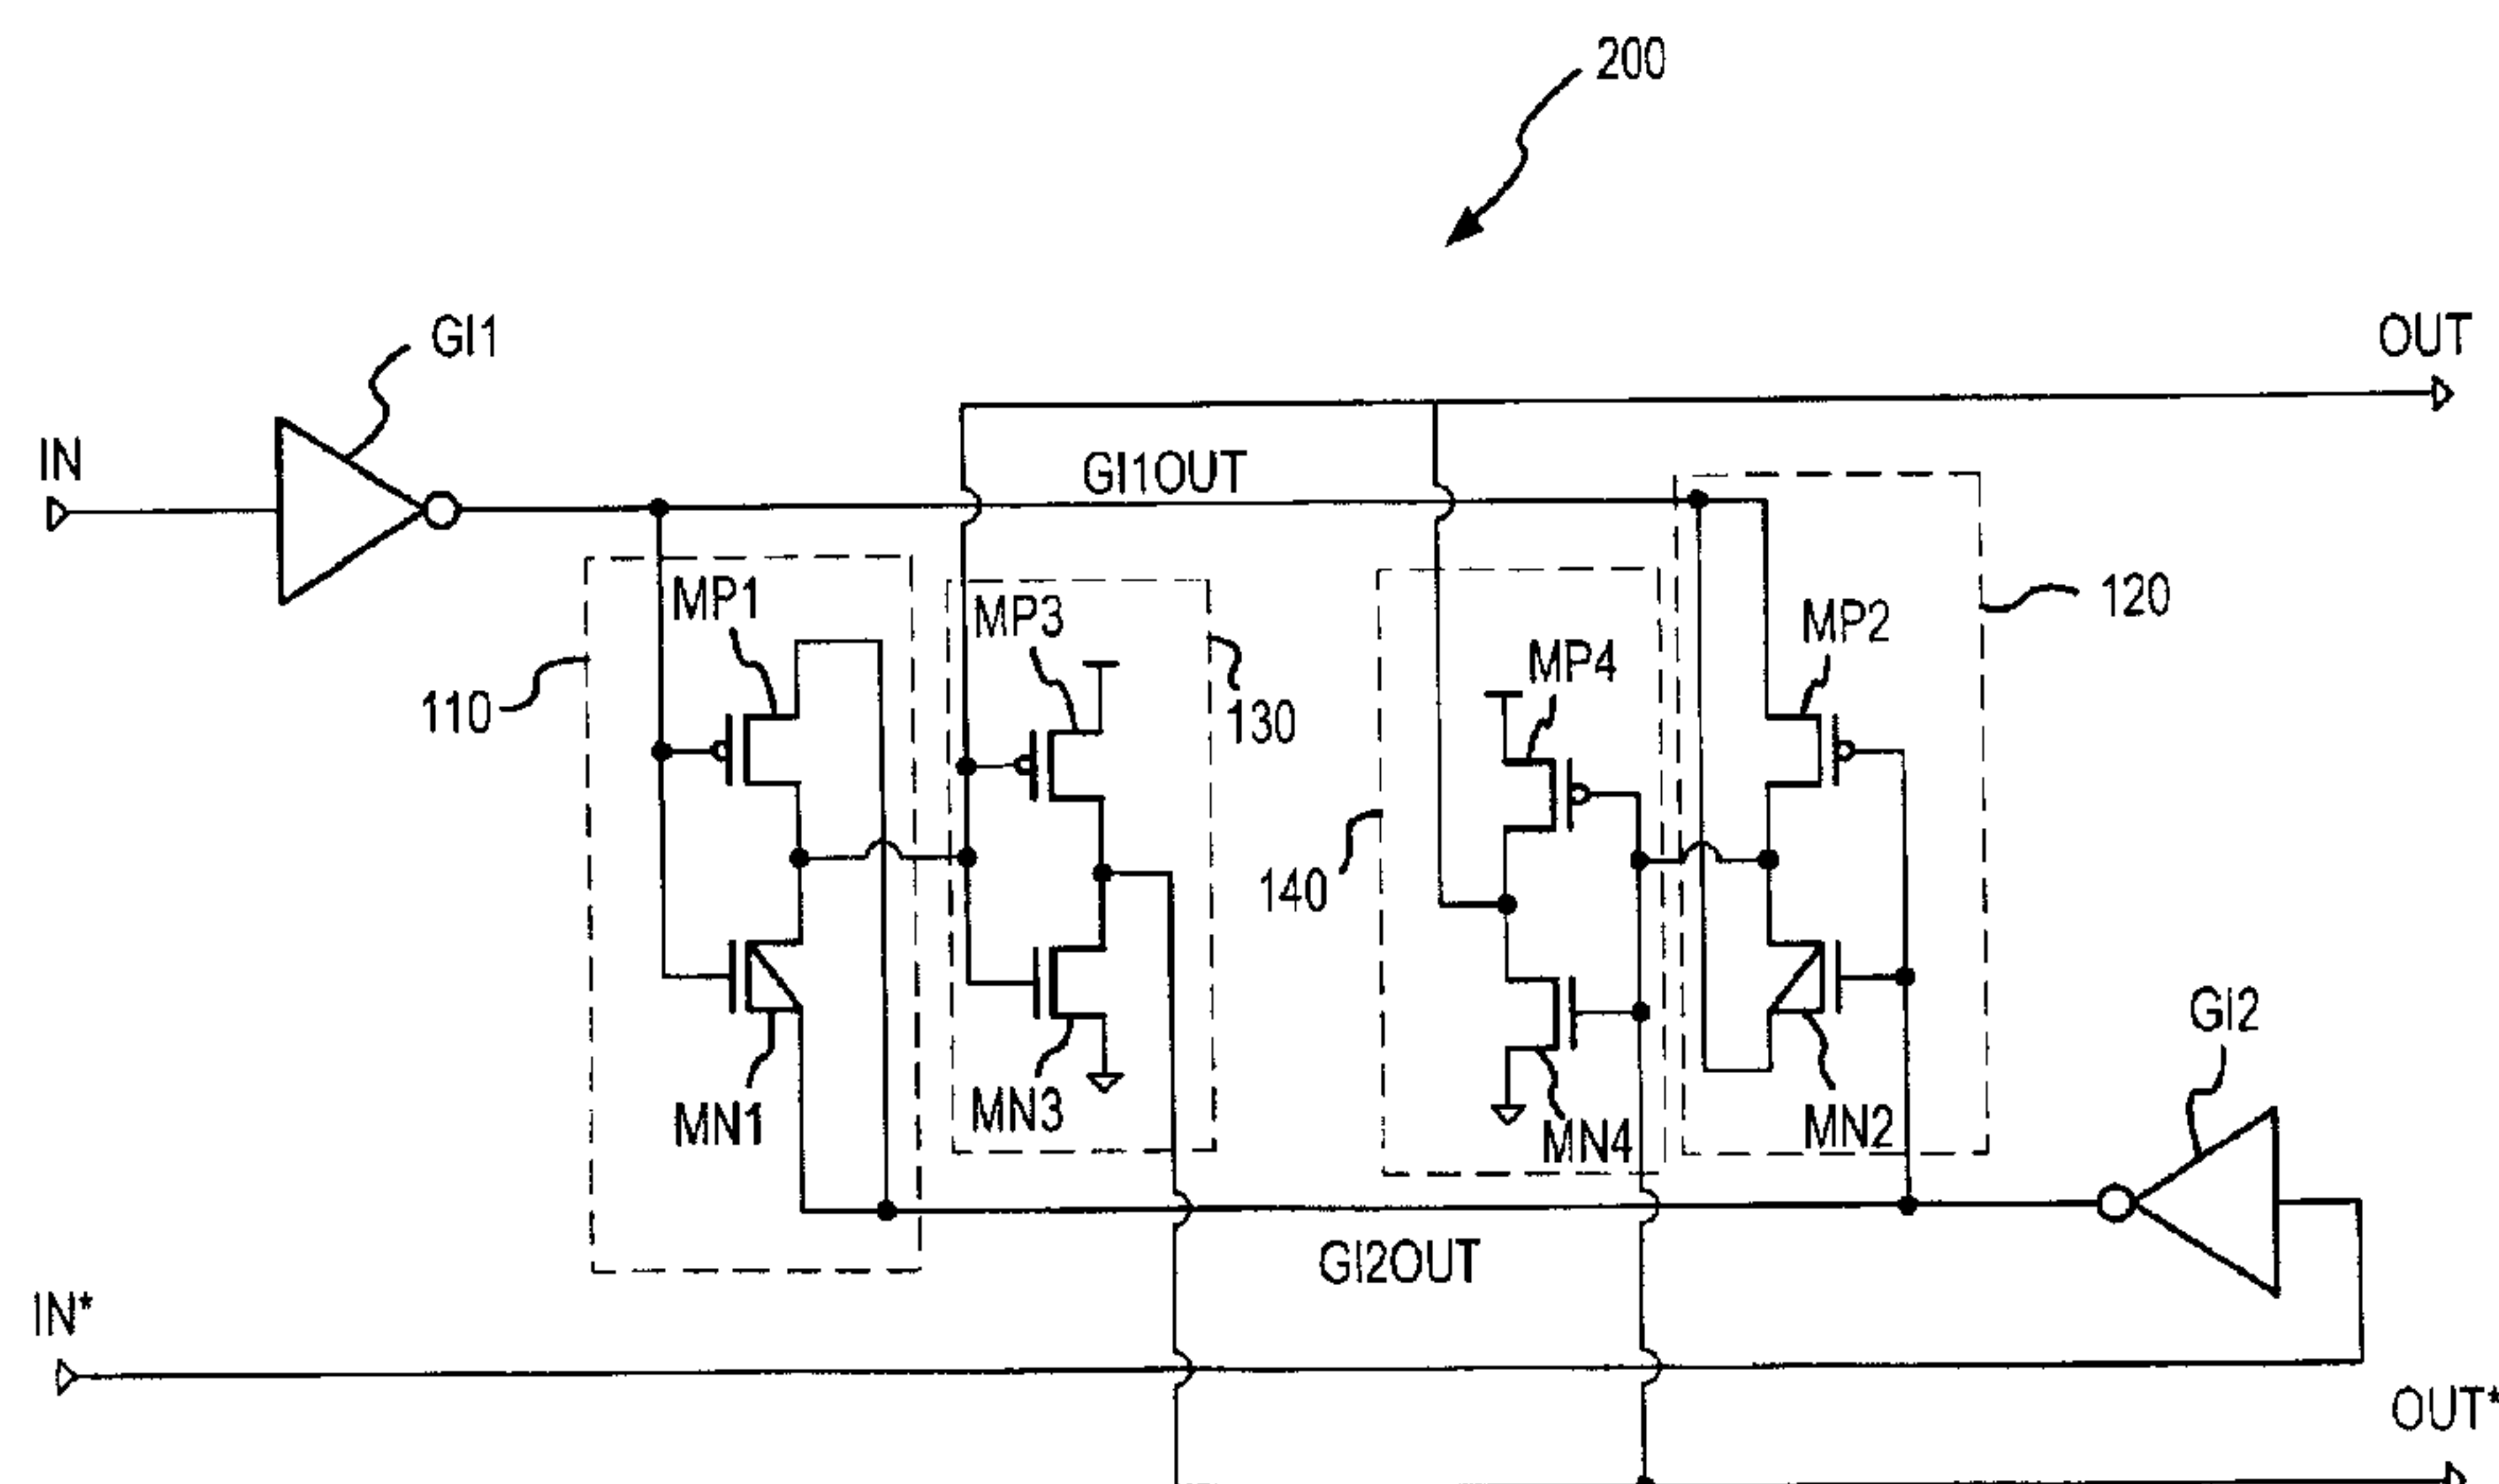 200
GI1
OUT
IN
GI1OUT
MP1
MP3
MP2
120
MP4
110
130
140
GI2
MN1
MN3
MN4
MN2
GI2OUT
IN*
OUT*